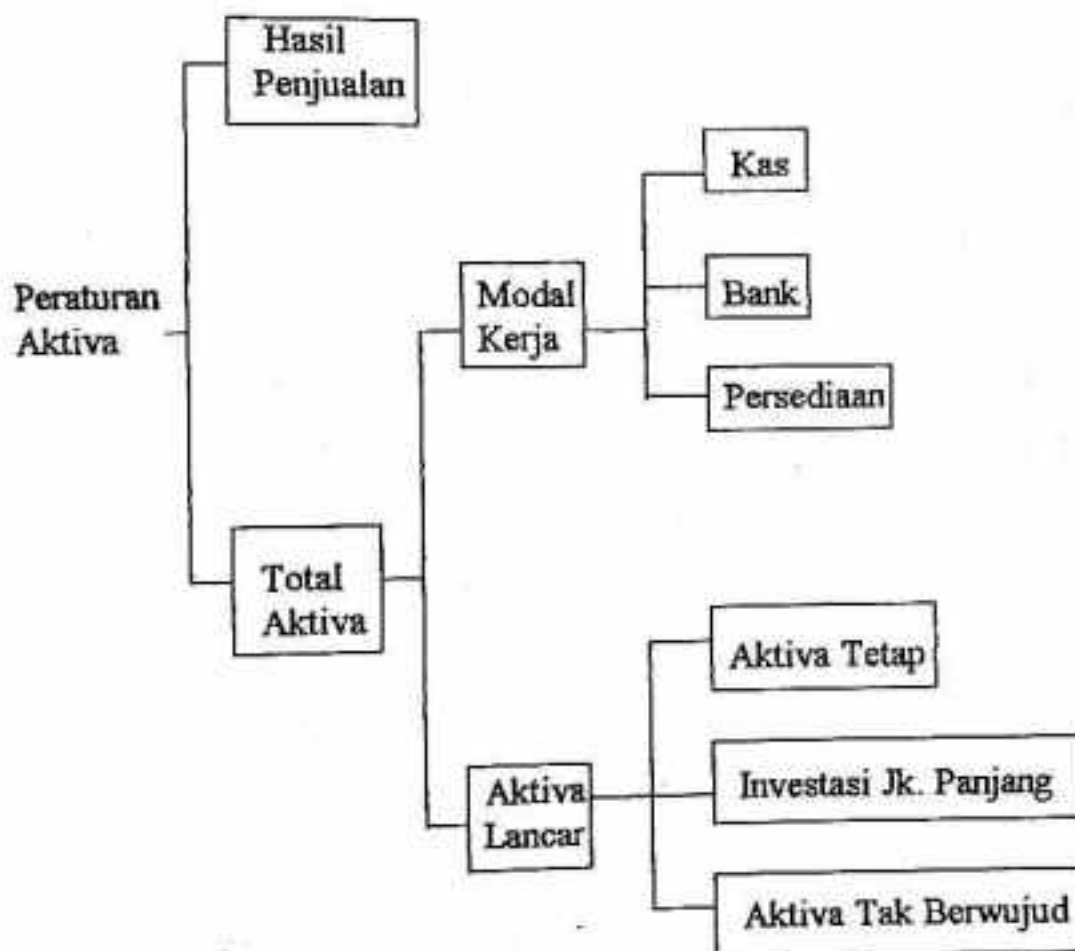 Hasil
Penjualan
Kas
Peraturan
Aktiva
Modal
Kerja
Bank
Persediaan
Total
Aktiva
Aktiva Tetap
Aktiva
Lancar
Investasi Jk. Panjang
Aktiva Tak Berwujud